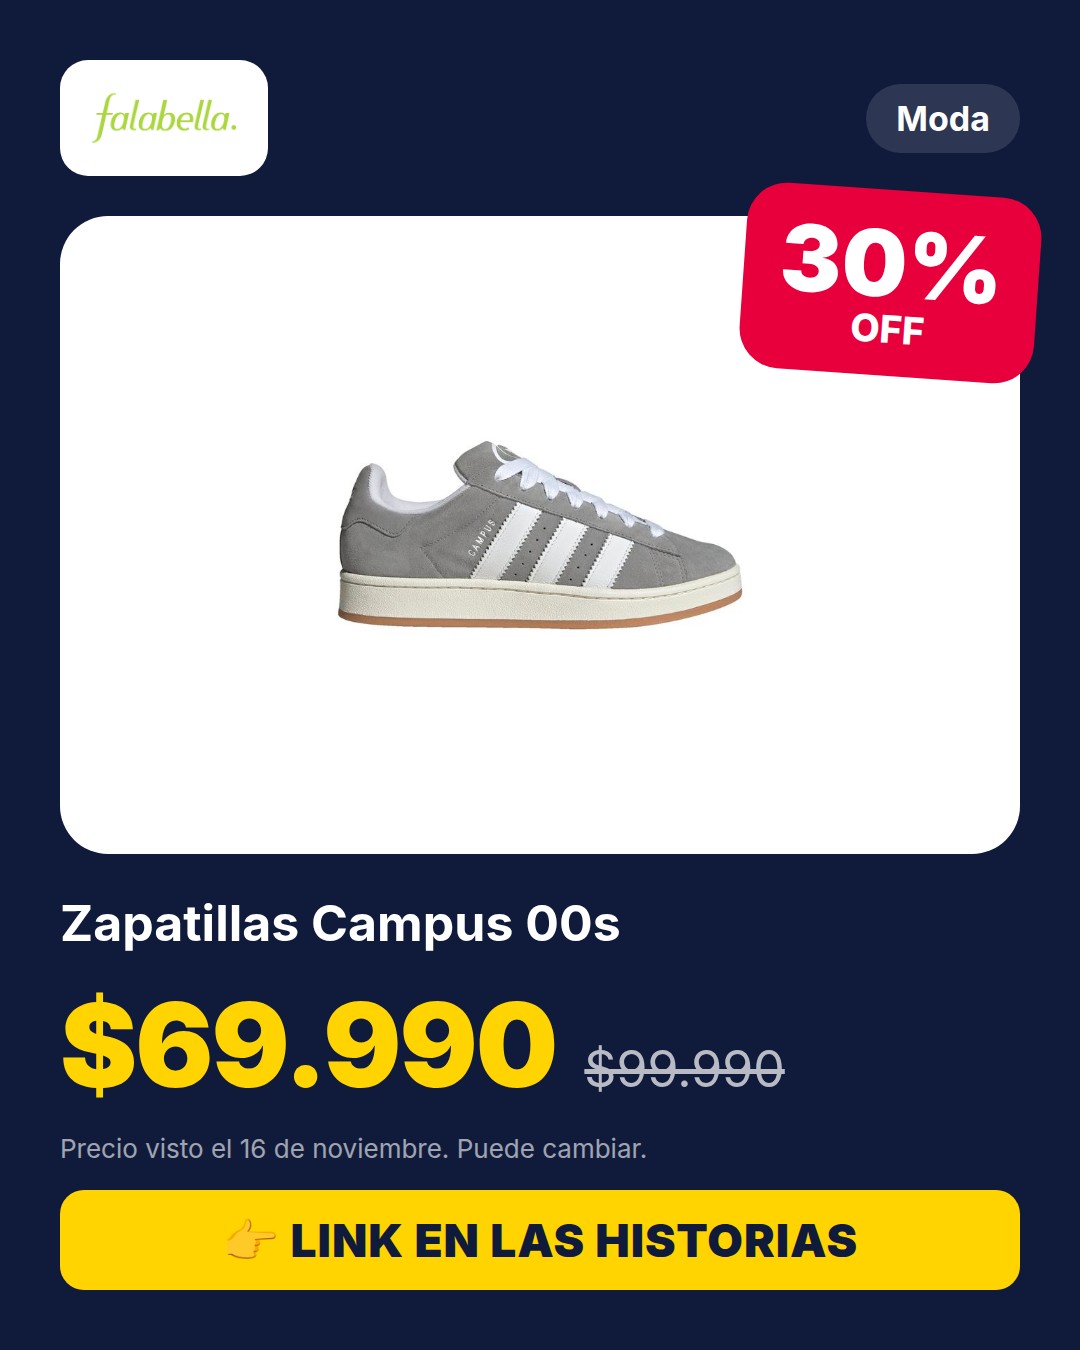 falabella.
Moda
30%
OFF
CAMPUS
Zapatillas Campus 00s
$69.990 $99.990
Precio visto el 16 de noviembre. Puede cambiar.
👉 LINK EN LAS HISTORIAS